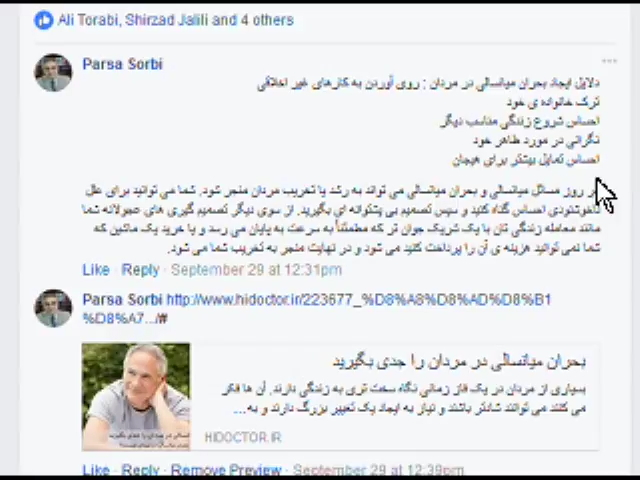 Ali Torabi, Shirzad Jalili and 4 others
Parsa Sorbi
دلایل ایجاد بحران میانسالی در مردان : روی آوردن به کارهای غیر اخلاقی
ترک خانواده ی خود
احساس شروع زندگی مناسب دیگر
نگرانی در مورد ظاهر خود
احساس تمایل بیشتر برای هیجان
روز مسائل میانسالی و بحران میانسالی می تواند به رشد یا تخریب مردان منجر شود. شما می توانید برای علل
ناخوشنودی احساس گناه کنید و سپس تصمیم بی پشتوانه ای بگیرید. از سوی دیگر تصمیم گیری های عجولانه شما
مانند معامله زندگی تان با یک شریک جوان تر که مطمئناً به سرعت به پایان می رسد و یا خرید یک ماشین که
شما نمی توانید هزینه ی آن را پرداخت کنید می شود و در نهایت منجر به تخریب شما می شود.
Like · Reply · September 29 at 12:31pm
Parsa Sorbi http://www.hidoctor.ir/223677_%D8%A8%D8%AD%D8%B1
%D8%A7.../#
بحران میانسالی در مردان را جدی بگیرید
بسیاری از مردان در یک فاز زمانی نگاه سخت تری به زندگی دارند. آن ها فکر
می کنند می توانند شادتر باشند و نیاز به ایجاد یک تغییر بزرگ دارند و به...
HIDOCTOR.IR
Like · Reply · Remove Preview · September 29 at 12:39pm